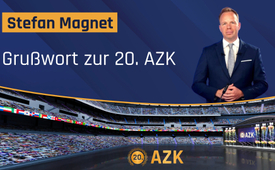 Stefan Magnet
Grußwort zur 20. AZK
20. AZK
AZK